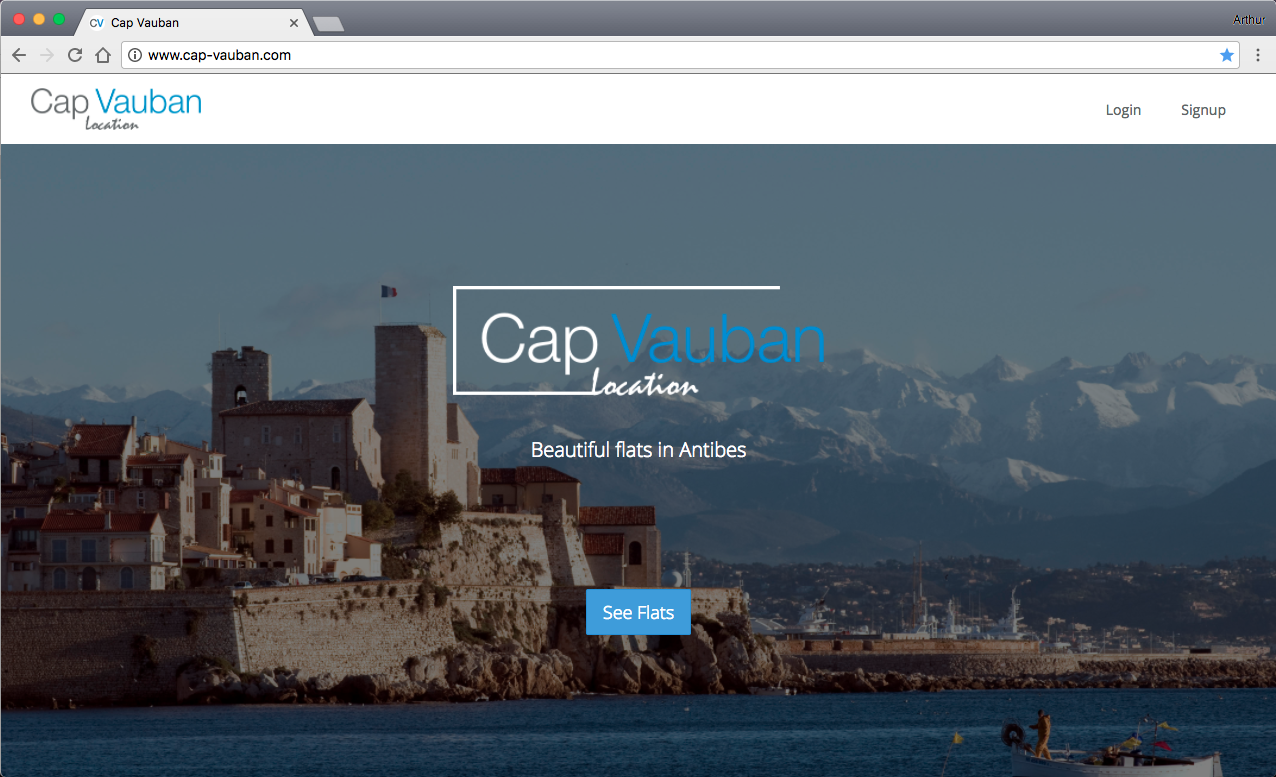 CV Cap Vauban
Arthur
www.cap-vauban.com
Cap Vauban
Location
Login
Signup
Cap Vauban
Location
Beautiful flats in Antibes
See Flats